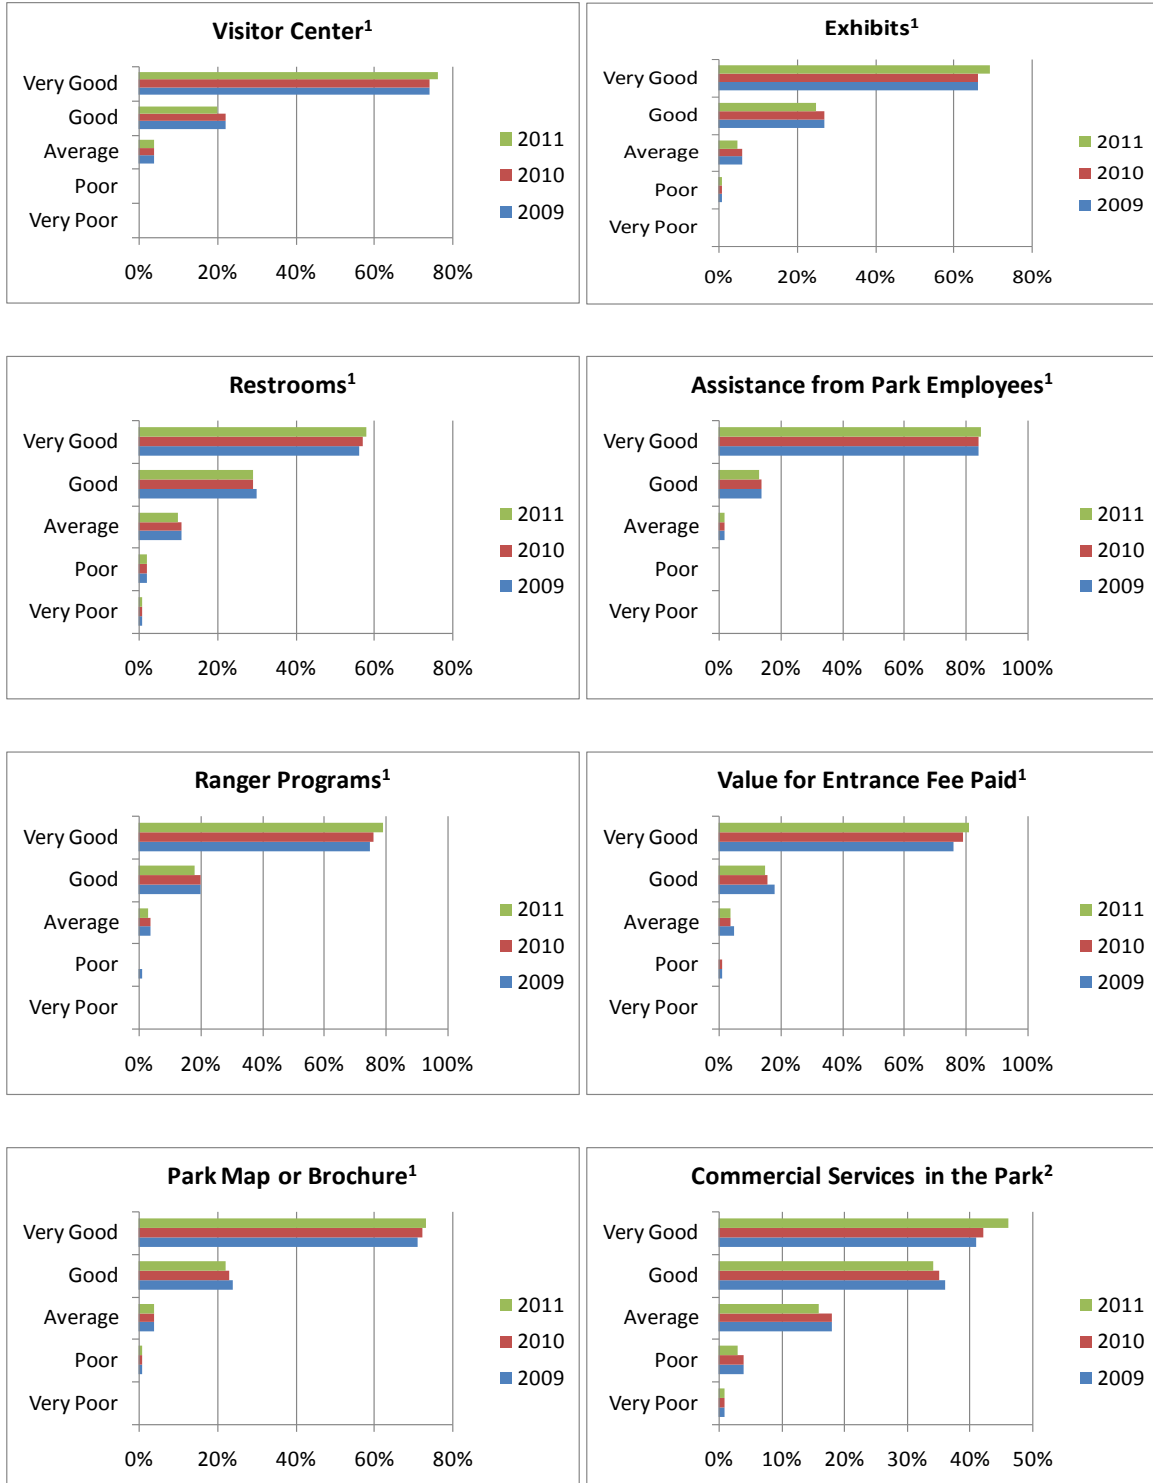 Visitor Center¹
Very Good
Good
Average
Poor
Very Poor
0% 20% 40% 60% 80%
2011
2010
2009
Exhibits¹
Very Good
Good
Average
Poor
Very Poor
0% 20% 40% 60% 80%
2011
2010
2009
Restrooms¹
Very Good
Good
Average
Poor
Very Poor
0% 20% 40% 60% 80%
2011
2010
2009
Assistance from Park Employees¹
Very Good
Good
Average
Poor
Very Poor
0% 20% 40% 60% 80% 100%
2011
2010
2009
Ranger Programs¹
Very Good
Good
Average
Poor
Very Poor
0% 20% 40% 60% 80% 100%
2011
2010
2009
Value for Entrance Fee Paid¹
Very Good
Good
Average
Poor
Very Poor
0% 20% 40% 60% 80% 100%
2011
2010
2009
Park Map or Brochure¹
Very Good
Good
Average
Poor
Very Poor
0% 20% 40% 60% 80%
2011
2010
2009
Commercial Services in the Park²
Very Good
Good
Average
Poor
Very Poor
0% 10% 20% 30% 40% 50%
2011
2010
2009